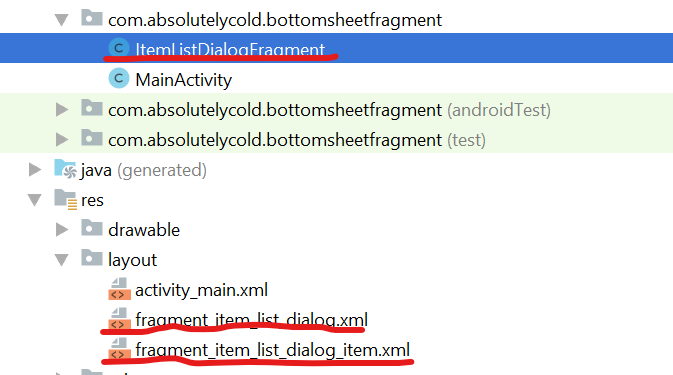 com.absolutelycold.bottomsheetfragment
C ItemListDialogFragment
C MainActivity
com.absolutelycold.bottomsheetfragment (androidTest)
com.absolutelycold.bottomsheetfragment (test)
java (generated)
res
drawable
layout
activity_main.xml
fragment_item_list_dialog.xml
fragment_item_list_dialog_item.xml